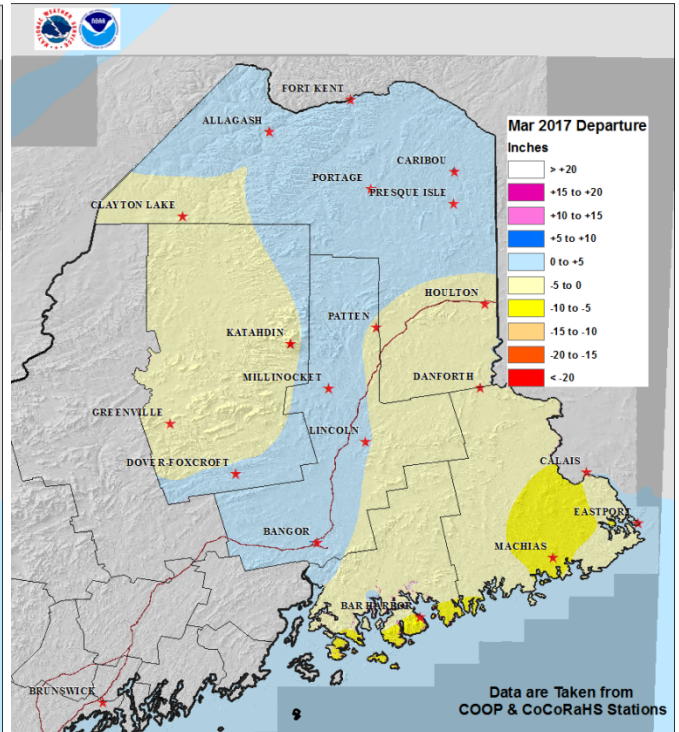 NOAA
FORT KENT
ALLAGASH
CARIBOU
PORTAGE
PRESQUE ISLE
CLAYTON LAKE
HOULTON
PATTEN
KATAHDIN
MILLINOCKET
DANFORTH
GREENVILLE
LINCOLN
DOVER-FOXCROFT
CALAIS
EASTPORT
BANGOR
MACHIAS
BAR HARBOR
BRUNSWICK
Mar 2017 Departure
Inches
> +20
+15 to +20
+10 to +15
+5 to +10
0 to +5
-5 to 0
-10 to -5
-15 to -10
-20 to -15
< -20
Data are Taken from
COOP & CoCoRaHS Stations